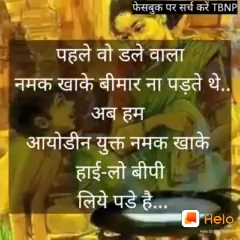 फेसबुक पर सर्च करें TBNP
पहले वो डले वाला
नमक खाके बीमार ना पड़ते थे..
अब हम
आयोडीन युक्त नमक खाके
हाई-लो बीपी
लिये पडे है...
Helo